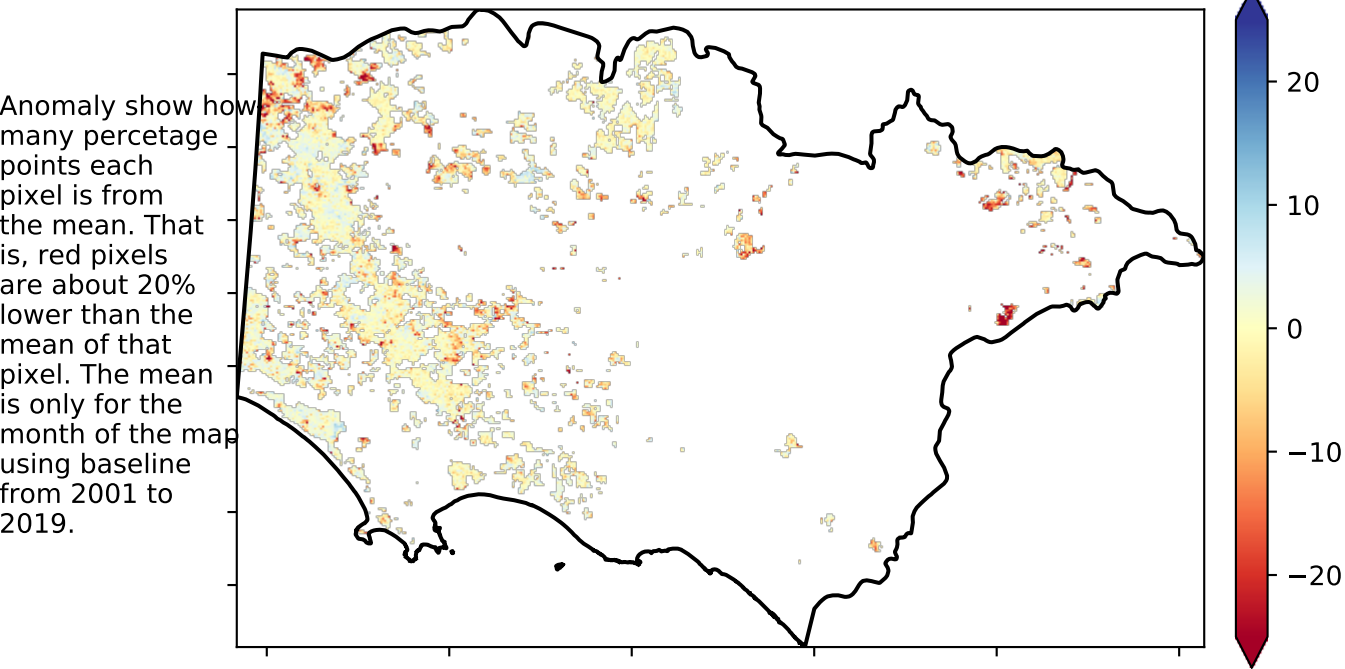 Anomaly show how
many percetage
points each
pixel is from
the mean. That
is, red pixels
are about 20%
lower than the
mean of that
pixel. The mean
is only for the
month of the map
using baseline
from 2001 to
2019.
20
10
0
−10
−20